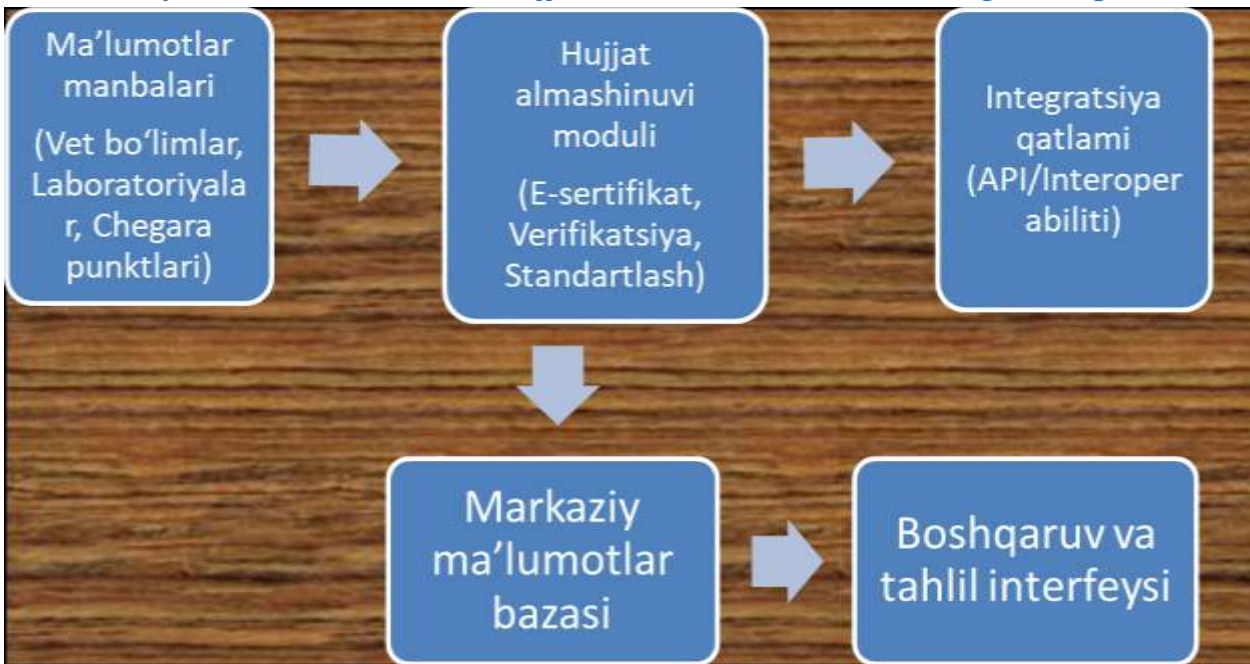 Ma’lumotlar
manbalari
(Vet bo‘limlar,
Laboratoriyala
r, Chegara
punktlari)
Hujjat
almashinuvi
moduli
(E-sertifikat,
Verifikatsiya,
Standartlash)
Integratsiya
qatlami
(API/Interoper
abiliti)
Markaziy
ma’lumotlar
bazasi
Boshqaruv va
tahlil interfeysi